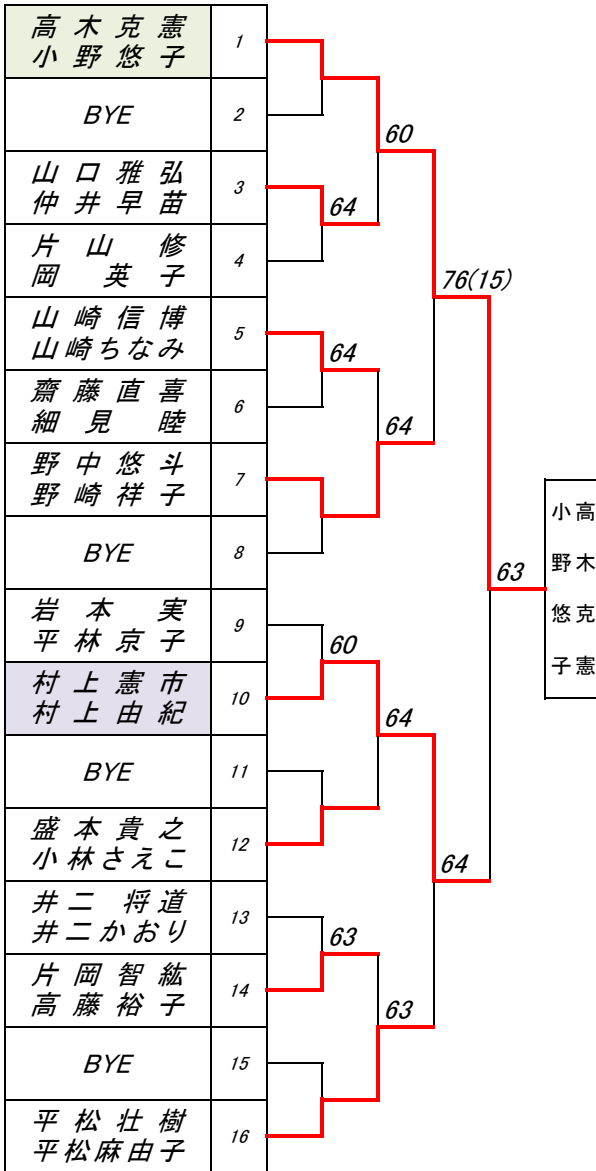 高木克憲
小野悠子
1
BYE
2
60
山口雅弘
仲井早苗
3
64
片山修
岡英子
4
76(15)
山崎信博
山崎ちなみ
5
64
齋藤直喜
細見睦
6
64
野中悠斗
野崎祥子
7
BYE
8
高木克憲
小野悠子
63
岩本実
平林京子
9
60
村上憲市
村上由紀
10
64
BYE
11
盛本貴之
小林さえこ
12
64
井二将道
井二かおり
13
63
片岡智紘
高藤裕子
14
63
BYE
15
平松壮樹
平松麻由子
16